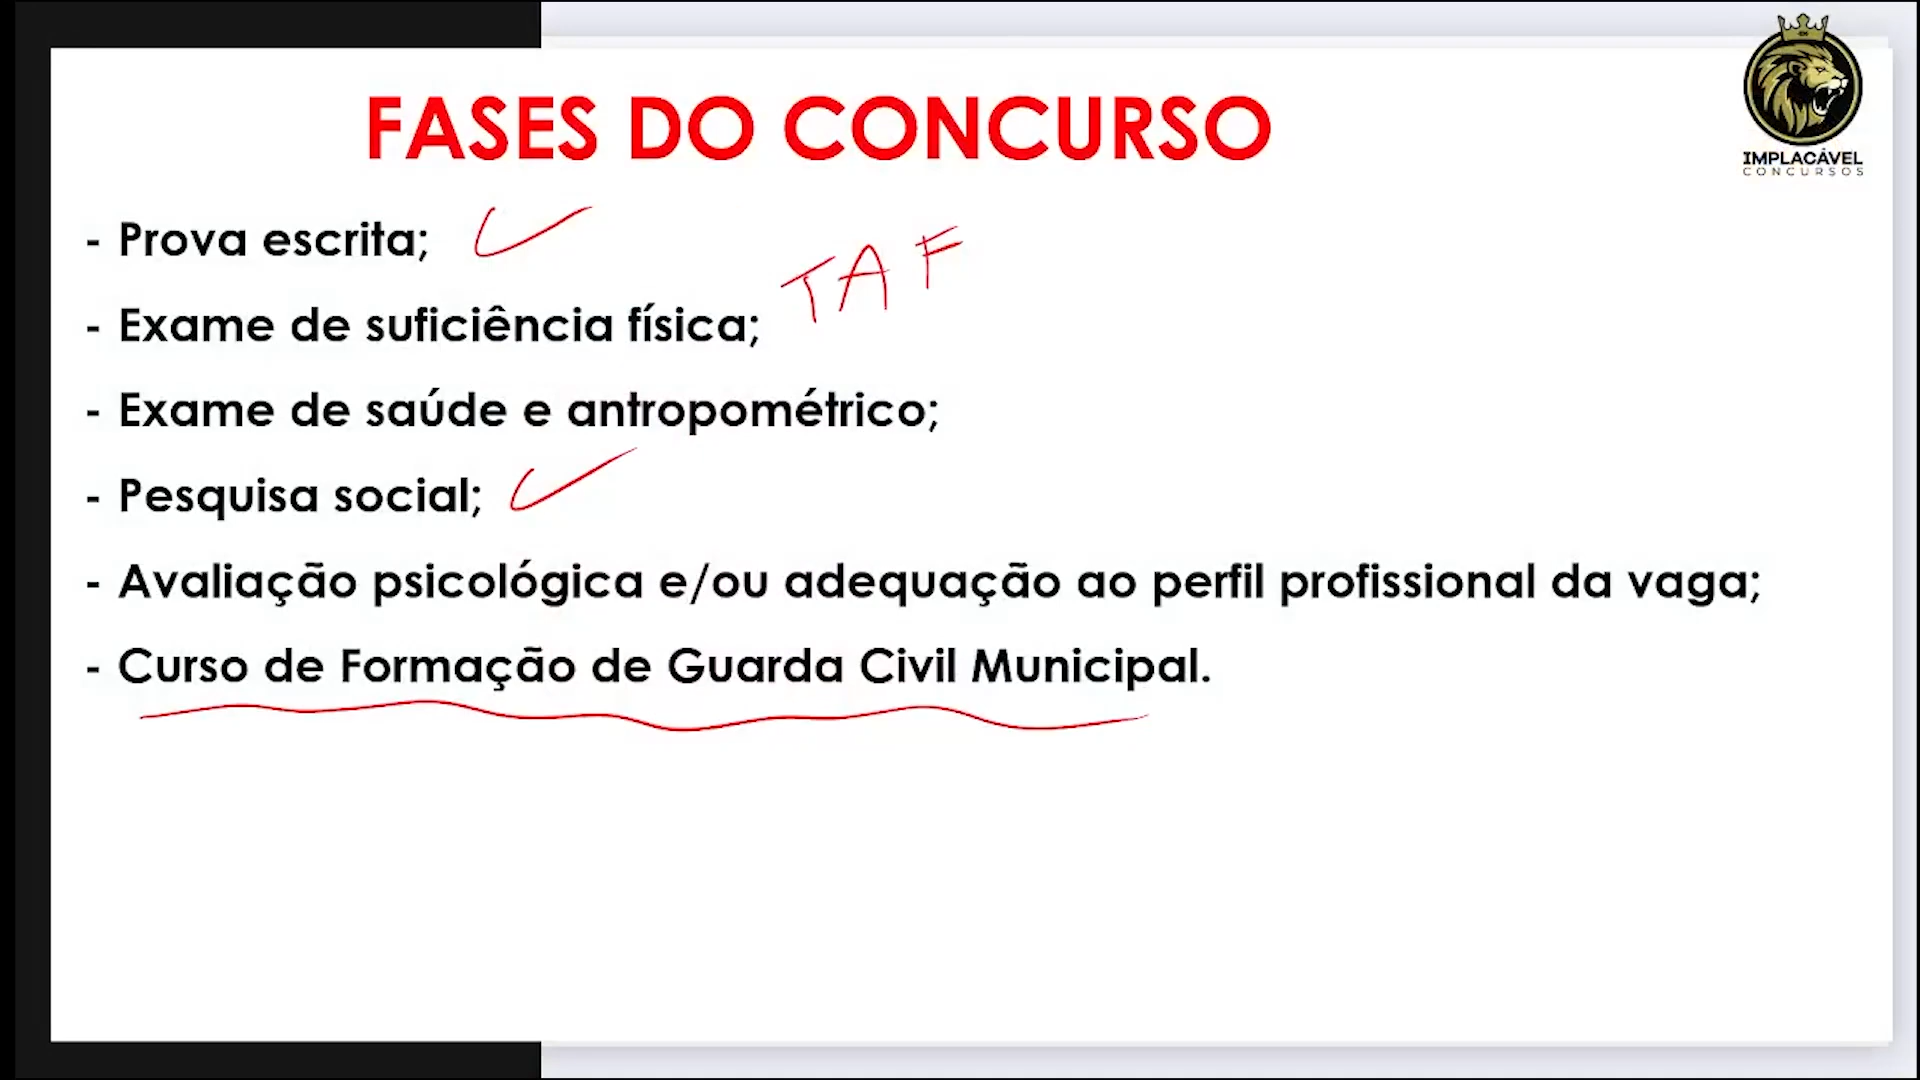 FASES DO CONCURSO
IMPLACÁVEL
CONCURSOS
- Prova escrita;
TAF
- Exame de suficiência física;
- Exame de saúde e antropométrico;
- Pesquisa social;
- Avaliação psicológica e/ou adequação ao perfil profissional da vaga;
- Curso de Formação de Guarda Civil Municipal.